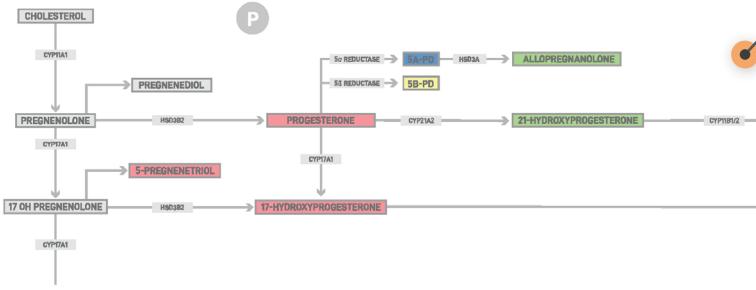 CHOLESTEROL
P
CYP11A1
5α REDUCTASE
5A-PD
HSD3A
ALLOPREGNANOLONE
PREGNENEDIOL
5ß REDUCTASE
5B-PD
PREGNENOLONE
HSD3B2
PROGESTERONE
CYP21A2
21-HYDROXYPROGESTERONE
CYP11B1/2
CYP17A1
CYP17A1
5-PREGNENETRIOL
17 OH PREGNENOLONE
HSD3B2
17-HYDROXYPROGESTERONE
CYP17A1